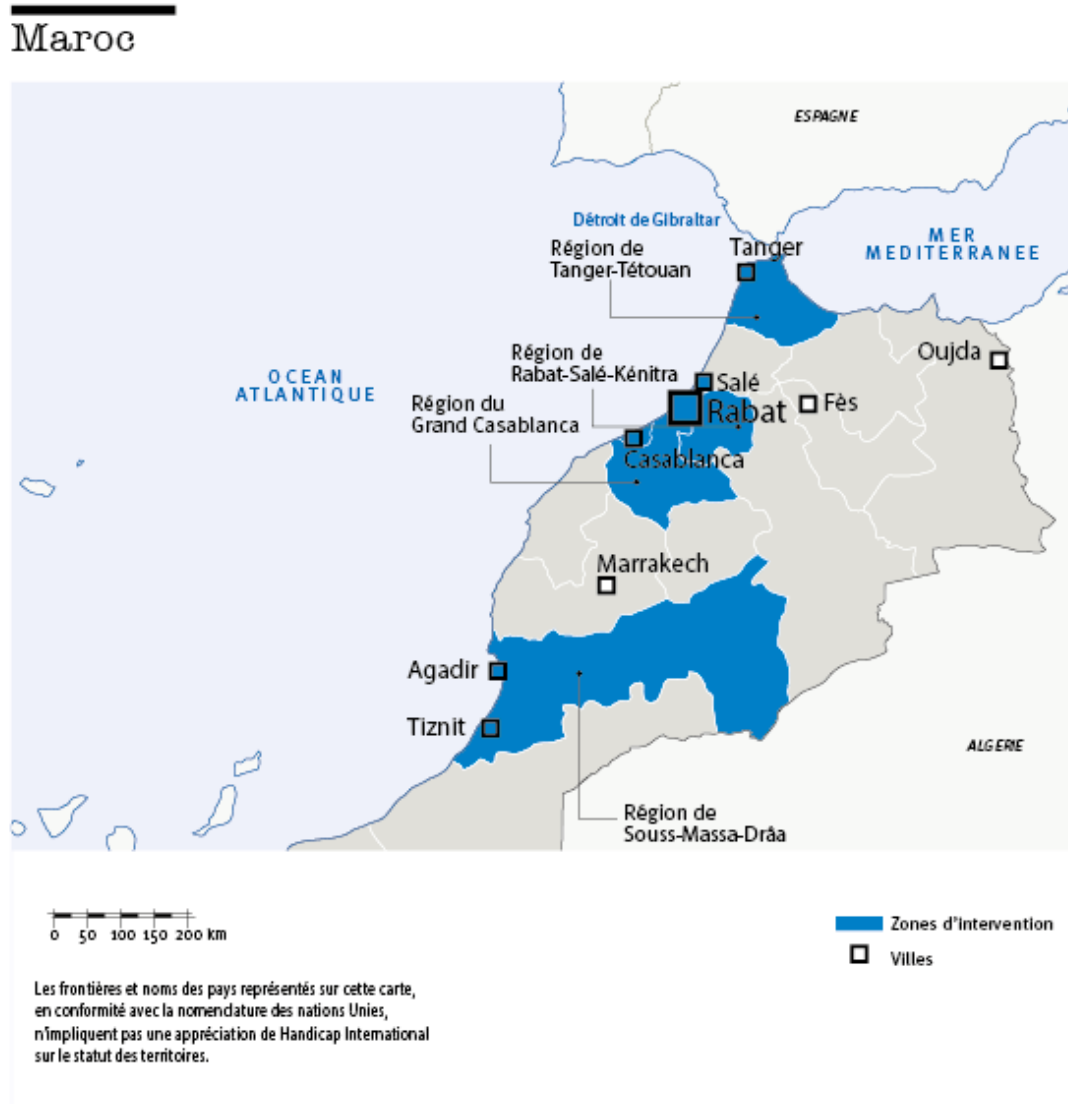 Maroc
ESPAGNE
Détroit de Gibraltar
MER
MEDITERRANEE
Région de
Tanger-Tétouan
Tanger
Oujda
Région de
Rabat-Salé-Kénitra
Salé
Rabat
Fès
OCEAN
ATLANTIQUE
Région du
Grand Casablanca
Casablanca
Marrakech
Agadir
Tiznit
ALGERIE
Région de
Souss-Massa-Drâa
0 50 100 150 200 km
Zones d'intervention
Villes
Les frontières et noms des pays représentés sur cette carte,
en conformité avec la nomenclature des nations Unies,
n'impliquent pas une appréciation de Handicap International
sur le statut des territoires.